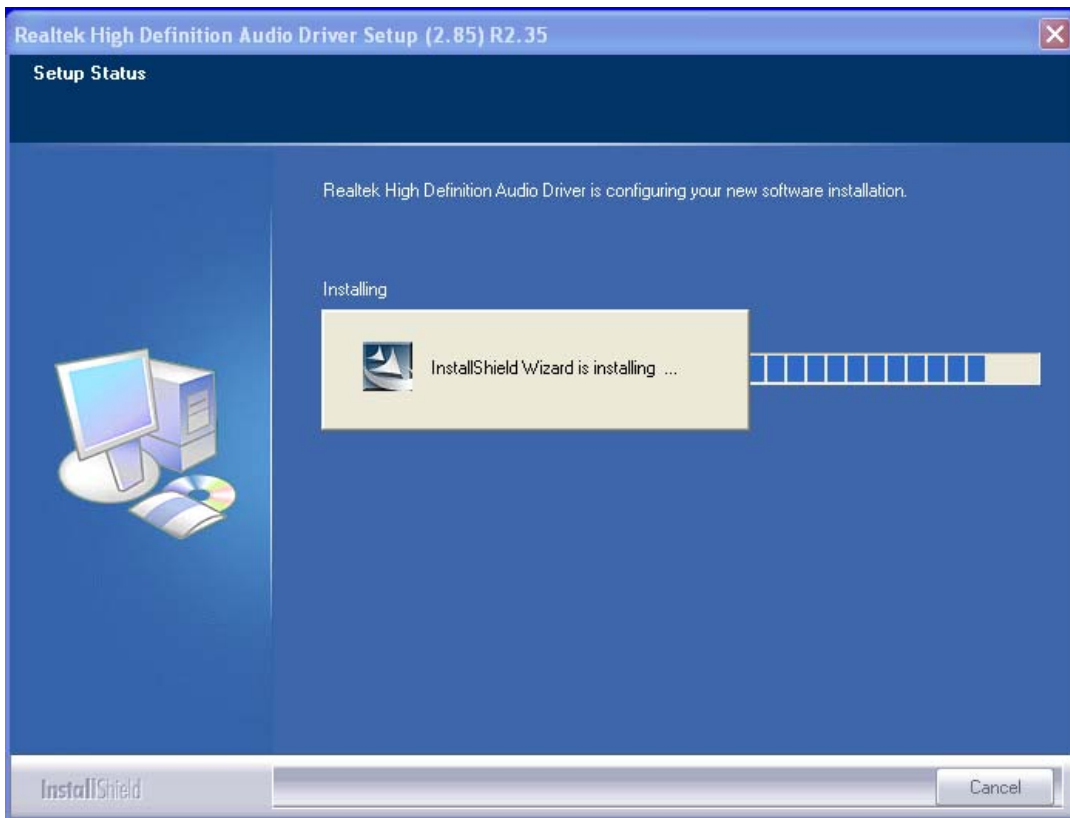 Realtek High Definition Audio Driver Setup (2.85) R2.35
Setup Status
Realtek High Definition Audio Driver is configuring your new software installation.
Installing
InstallShield Wizard is installing ...
InstallShield
Cancel